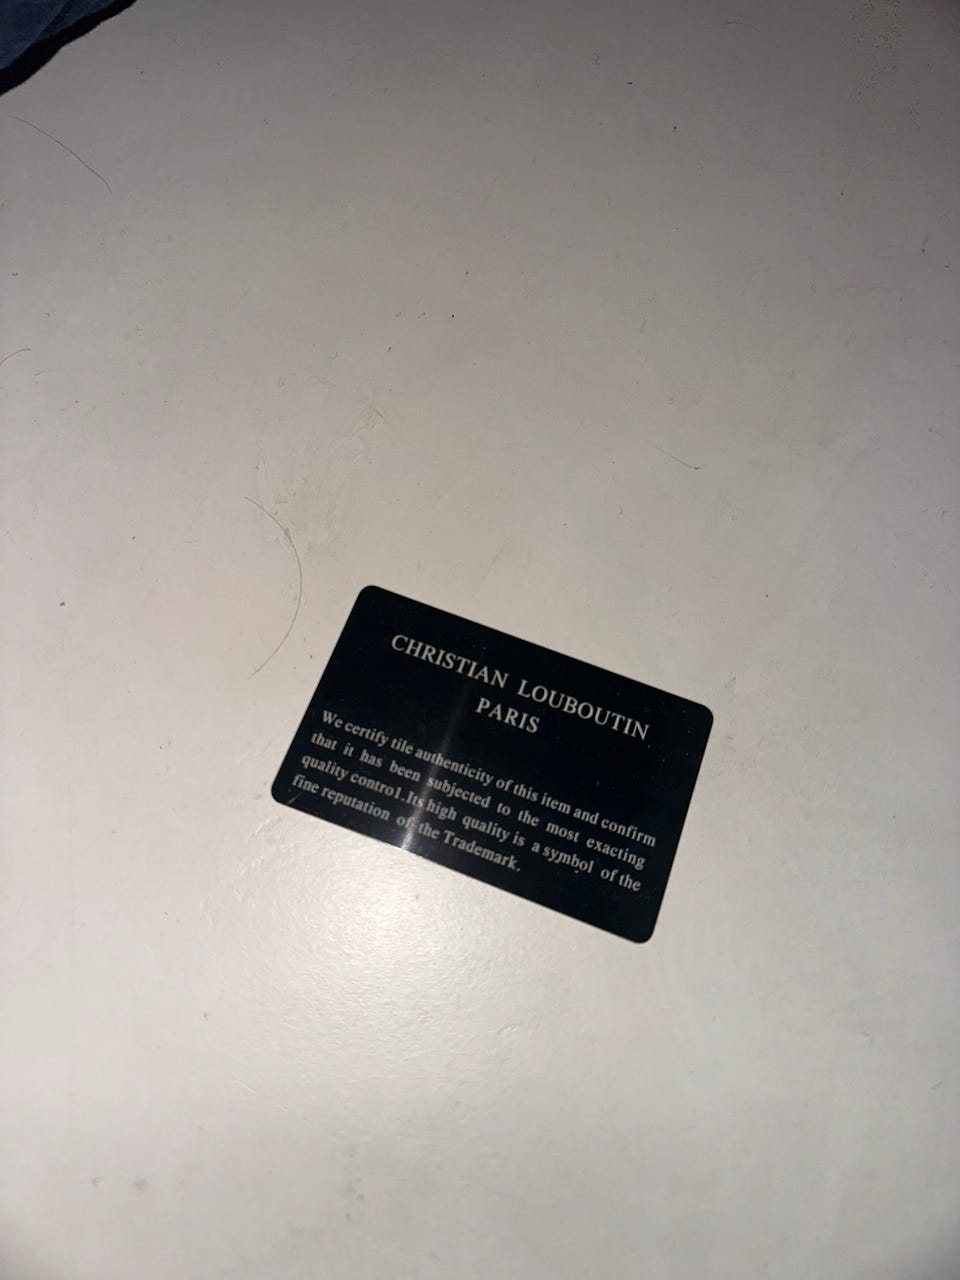 CHRISTIAN LOUBOUTIN
PARIS
We certify tile authenticity of this item and confirm
that it has been subjected to the most exacting
quality contro1.Its high quality is a symbol of the
fine reputation of the Trademark.